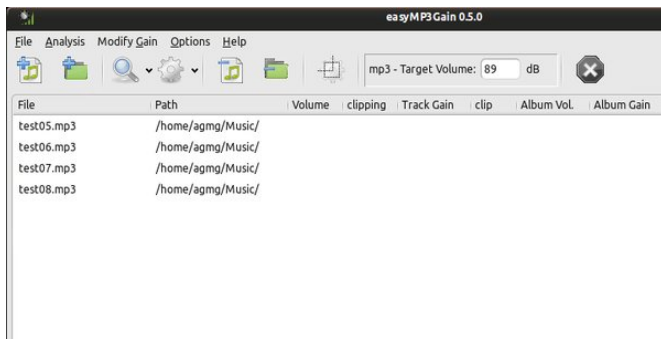 easyMP3Gain 0.5.0
File Analysis Modify Gain Options Help
mp3 - Target Volume: 89 dB
File Path Volume clipping Track Gain clip Album Vol. Album Gain
test05.mp3 /home/agmg/Music/
test06.mp3 /home/agmg/Music/
test07.mp3 /home/agmg/Music/
test08.mp3 /home/agmg/Music/